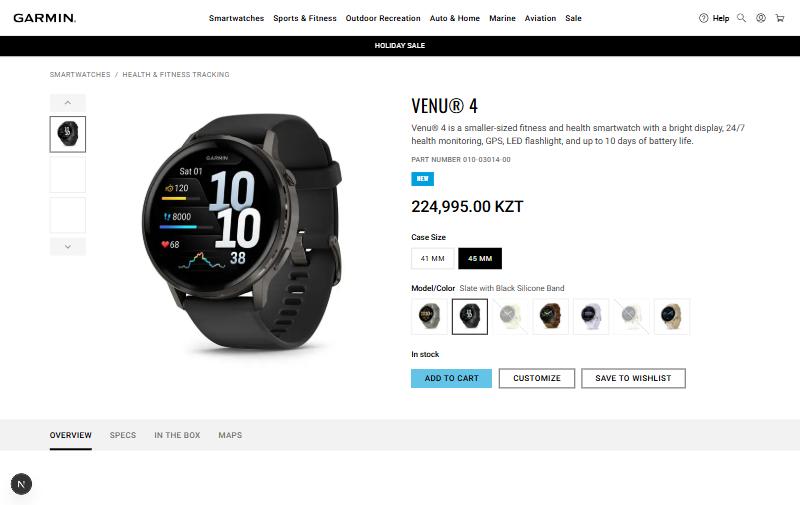 GARMIN.
Smartwatches Sports & Fitness Outdoor Recreation Auto & Home Marine Aviation Sale
Help
HOLIDAY SALE
SMARTWATCHES / HEALTH & FITNESS TRACKING
VENU® 4
Venu® 4 is a smaller-sized fitness and health smartwatch with a bright display, 24/7
health monitoring, GPS, LED flashlight, and up to 10 days of battery life.
PART NUMBER 010-03014-00
NEW
224,995.00 KZT
Case Size
41 MM 45 MM
Model/Color Slate with Black Silicone Band
In stock
ADD TO CART CUSTOMIZE SAVE TO WISHLIST
GARMIN
Sat 01
120
10
8000
10
68
38
OVERVIEW SPECS IN THE BOX MAPS
N